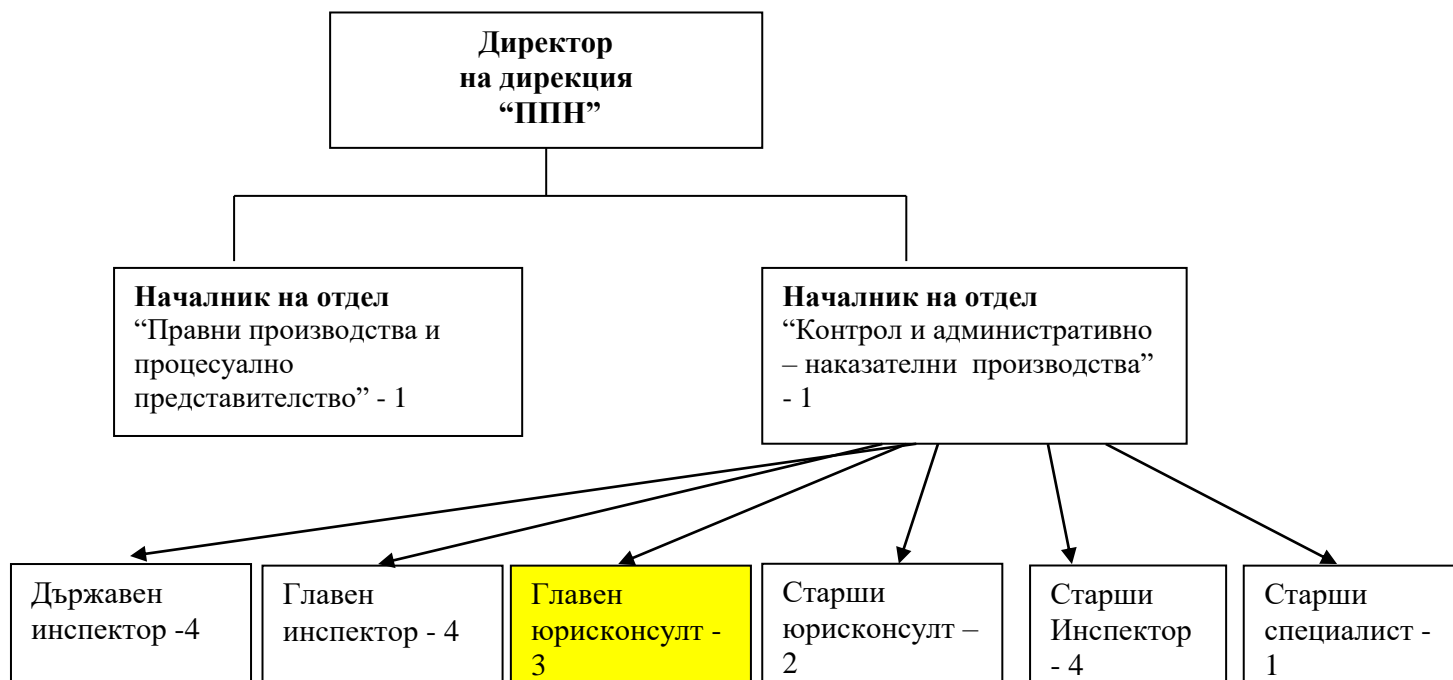 Директор
на дирекция
“ППН”
Началник на отдел
“Правни производства и
процесуално
представителство” - 1
Началник на отдел
“Контрол и административно
– наказателни производства”
- 1
Държавен
инспектор -4
Главен
инспектор - 4
Главен
юрисконсулт -
3
Старши
юрисконсулт –
2
Старши
Инспектор
- 4
Старши
специалист -
1